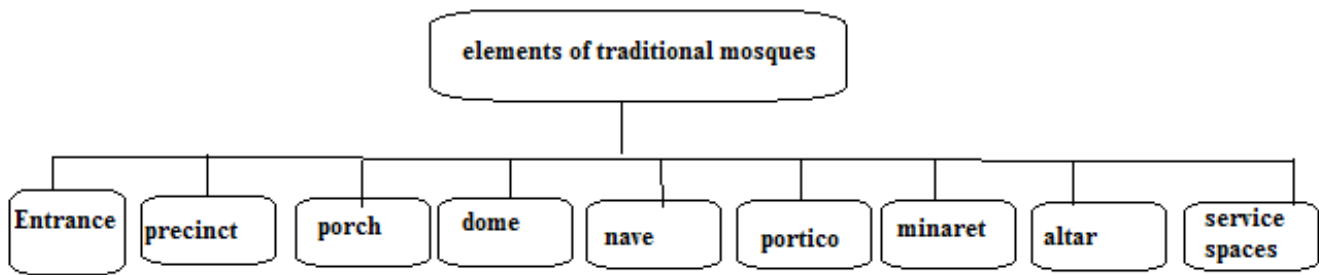 elements of traditional mosques
Entrance
precinct
porch
dome
nave
portico
minaret
altar
service
spaces